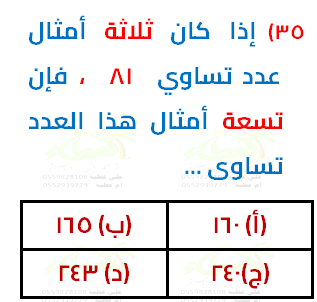 ٣٥) إذا كان ثلاثة أمثال
عدد تساوي ٨١ ، فإن
تسعة أمثال هذا العدد
تساوى ...
(أ) ١٦٠ (ب) ١٦٥
(ج) ٢٤٠ (د) ٢٤٣